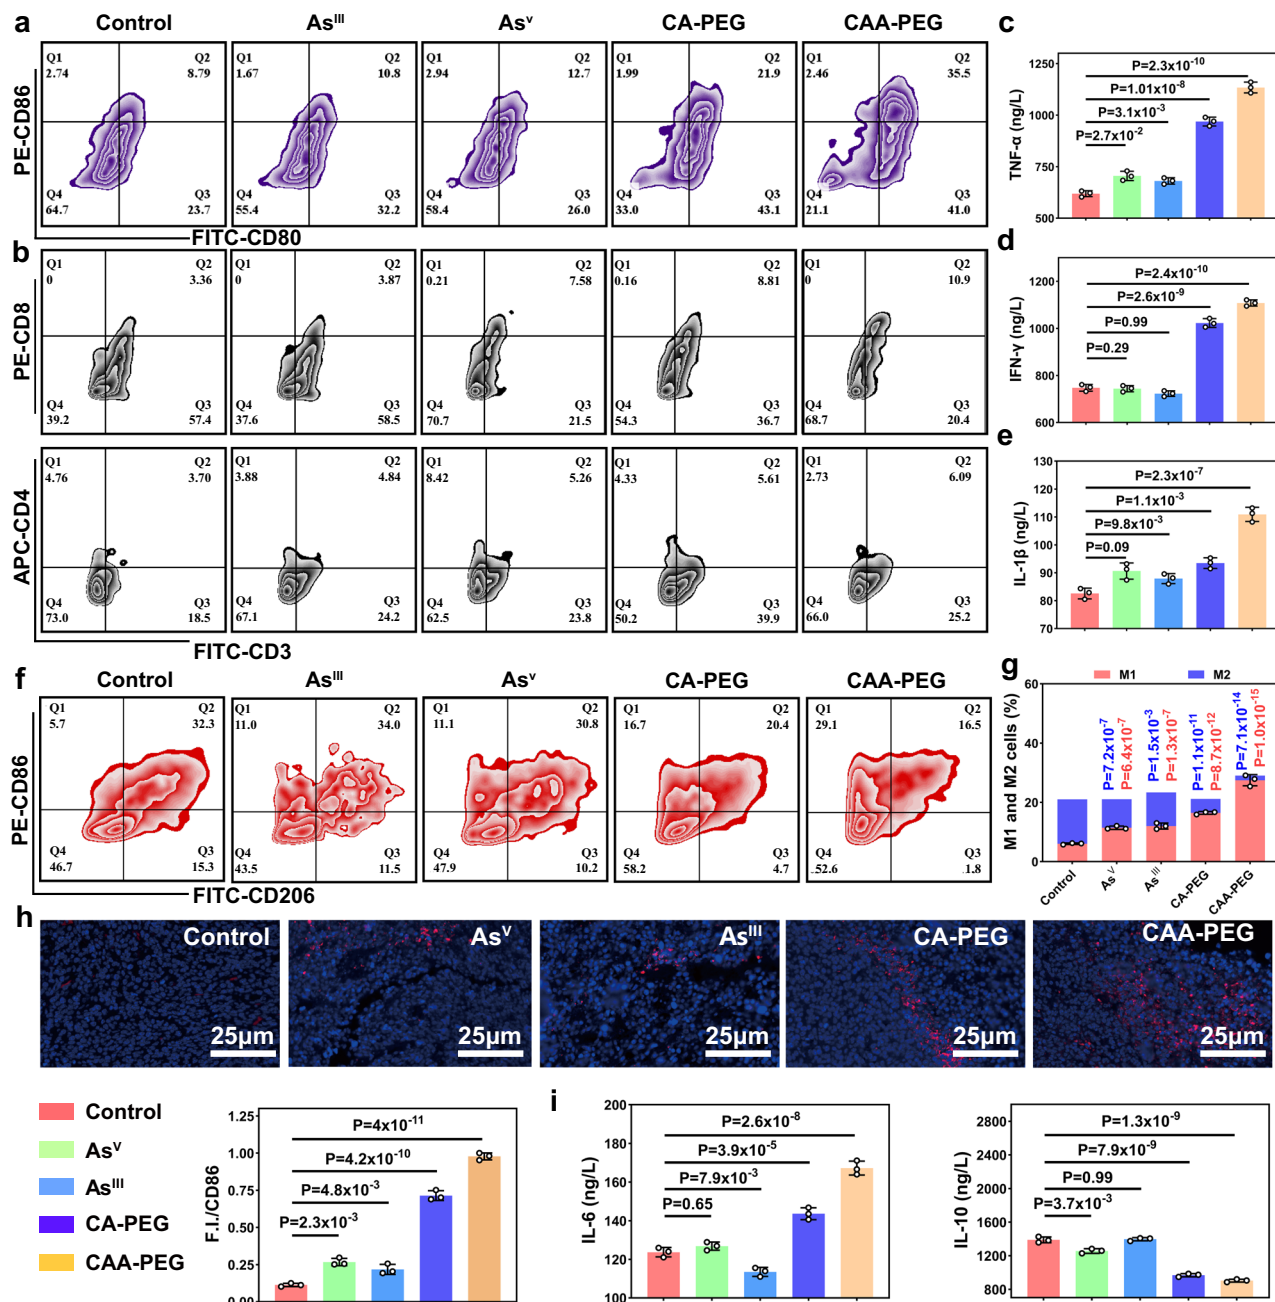 a Control As^III As^V CA-PEG CAA-PEG
PE-CD86
Q1 2.74 Q2 8.79 Q4 64.7 Q3 23.7
Q1 1.67 Q2 10.8 Q4 55.4 Q3 32.2
Q1 2.94 Q2 12.7 Q4 58.4 Q3 26.0
Q1 1.99 Q2 21.9 Q4 33.0 Q3 43.1
Q1 2.46 Q2 35.5 Q4 21.1 Q3 41.0
FITC-CD80
b
PE-CD8
Q1 0 Q2 3.36 Q4 39.2 Q3 57.4
Q1 0 Q2 3.87 Q4 37.6 Q3 58.5
Q1 0.21 Q2 7.58 Q4 70.7 Q3 21.5
Q1 0.16 Q2 8.81 Q4 54.3 Q3 36.7
Q1 0 Q2 10.9 Q4 68.7 Q3 20.4
APC-CD4
Q1 4.76 Q2 3.70 Q4 73.0 Q3 18.5
Q1 3.88 Q2 4.84 Q4 67.1 Q3 24.2
Q1 8.42 Q2 5.26 Q4 62.5 Q3 23.8
Q1 4.33 Q2 5.61 Q4 50.2 Q3 39.9
Q1 2.73 Q2 6.09 Q4 66.0 Q3 25.2
FITC-CD3
c
TNF-α (ng/L)
1250
1000
750
500
P=2.3x10^-10
P=1.01x10^-8
P=3.1x10^-3
P=2.7x10^-2
d
IFN-γ (ng/L)
1200
1000
800
600
P=2.4x10^-10
P=2.6x10^-9
P=0.99
P=0.29
e
IL-1β (ng/L)
130
120
110
100
90
80
70
P=2.3x10^-7
P=1.1x10^-3
P=9.8x10^-3
P=0.09
f Control As^III As^V CA-PEG CAA-PEG
PE-CD86
Q1 5.7 Q2 32.3 Q4 46.7 Q3 15.3
Q1 11.0 Q2 34.0 Q4 43.5 Q3 11.5
Q1 11.1 Q2 30.8 Q4 47.9 Q3 10.2
Q1 16.7 Q2 20.4 Q4 58.2 Q3 4.7
Q1 29.1 Q2 16.5 Q4 52.6 Q3 1.8
FITC-CD206
g
M1 M2
M1 and M2 cells (%)
60
40
20
0
P=7.2x10^-7
P=6.4x10^-7
P=1.5x10^-3
P=1.3x10^-7
P=1.1x10^-11
P=8.7x10^-12
P=7.1x10^-14
P=1.0x10^-15
Control As^V As^III CA-PEG CAA-PEG
h
Control As^V As^III CA-PEG CAA-PEG
25μm 25μm 25μm 25μm 25μm
Control
As^V
As^III
CA-PEG
CAA-PEG
F.I./CD86
1.25
1.00
0.75
0.50
0.25
0.00
P=4x10^-11
P=4.2x10^-10
P=4.8x10^-3
P=2.3x10^-3
i
IL-6 (ng/L)
200
180
160
140
120
100
P=2.6x10^-8
P=3.9x10^-5
P=7.9x10^-3
P=0.65
IL-10 (ng/L)
2800
2400
1600
1400
1200
800
P=1.3x10^-9
P=7.9x10^-9
P=0.99
P=3.7x10^-3